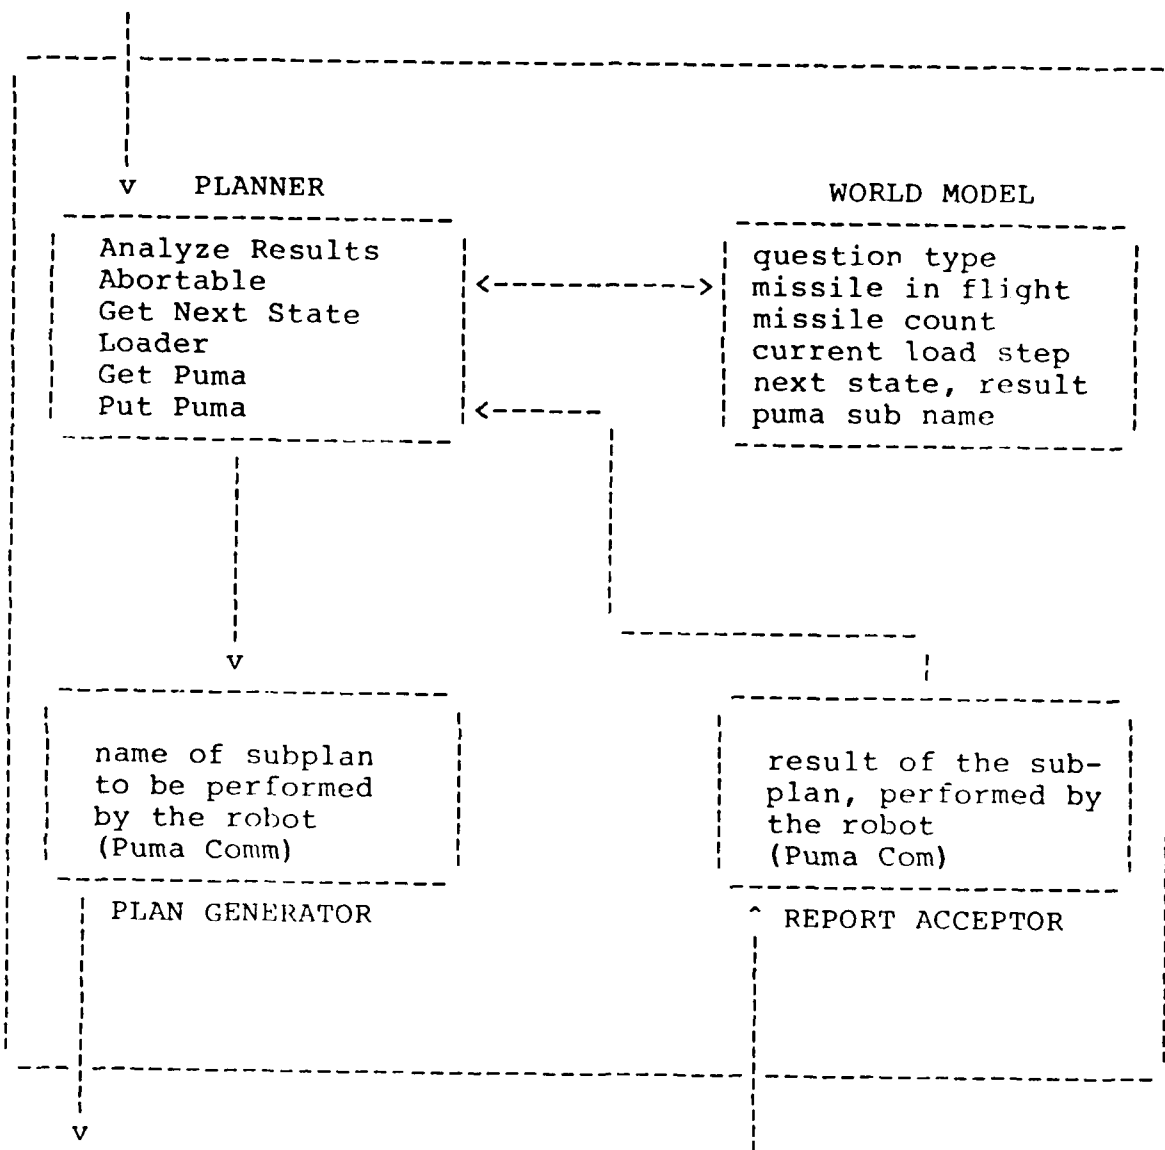 PLANNER
Analyze Results
Abortable
Get Next State
Loader
Get Puma
Put Puma
WORLD MODEL
question type
missile in flight
missile count
current load step
next state, result
puma sub name
name of subplan
to be performed
by the robot
(Puma Comm)
PLAN GENERATOR
result of the sub-
plan, performed by
the robot
(Puma Com)
REPORT ACCEPTOR